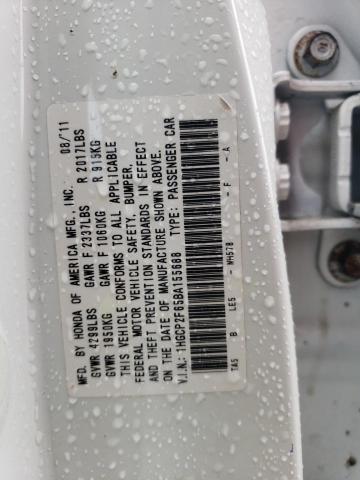 MFD. BY HONDA OF AMERICA MFG., INC. 08/11
GVWR 4299LBS GAWR F 2337LBS R 2017LBS
GVWR 1950KG GAWR F 1060KG R 915KG
THIS VEHICLE CONFORMS TO ALL APPLICABLE
FEDERAL MOTOR VEHICLE SAFETY, BUMPER,
AND THEFT PREVENTION STANDARDS IN EFFECT
ON THE DATE OF MANUFACTURE SHOWN ABOVE.
V.I.N.: 1HGCP2F65BA155688 TYPE: PASSENGER CAR
TA5 B LE5 - NH578 - F - A